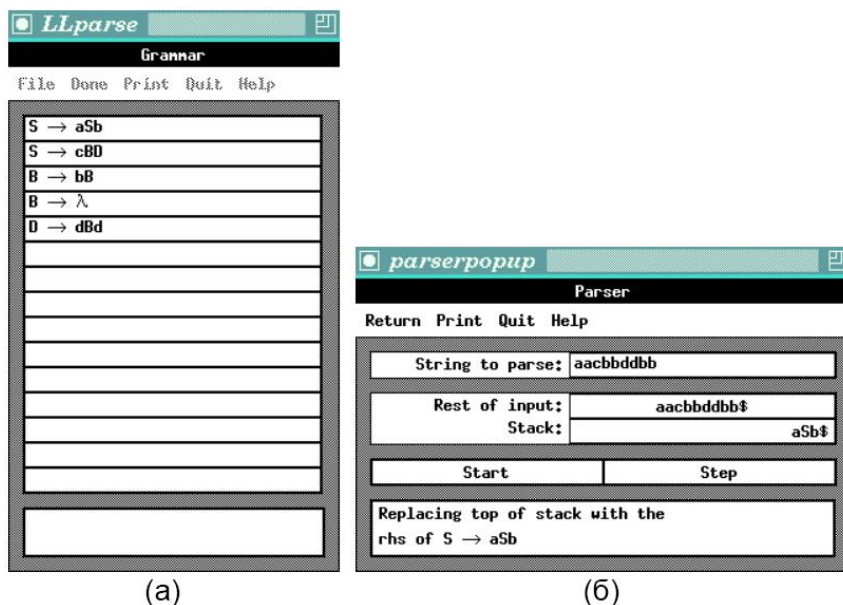 LLparse
Grammar
File Done Print Quit Help
S → aSb
S → cBD
B → bB
B → λ
D → dBd
(а)
parserpopup
Parser
Return Print Quit Help
String to parse: aacbbddbb
Rest of input: aacbbddbb$
Stack: aSb$
Start Step
Replacing top of stack with the
rhs of S → aSb
(б)